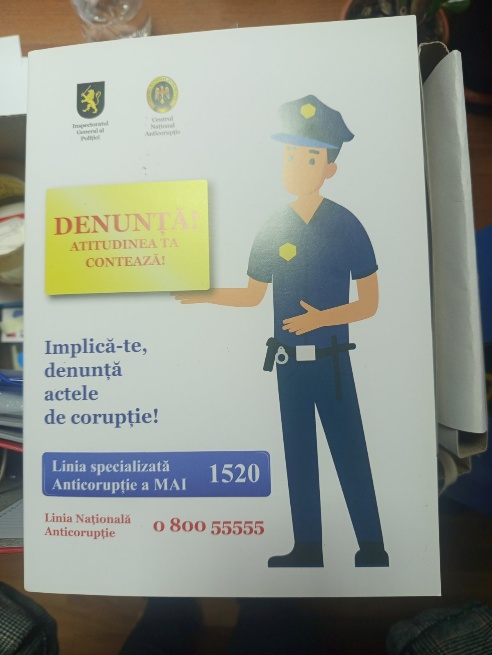 Inspectoratul
General al
Poliției
Centrul
Național
Anticorupție
DENUNȚĂ!
ATITUDINEA TA
CONTEAZĂ!
Implică-te,
denunță
actele
de corupție!
Linia specializată
Anticorupție a MAI 1520
Linia Națională
Anticorupție 0 800 55555